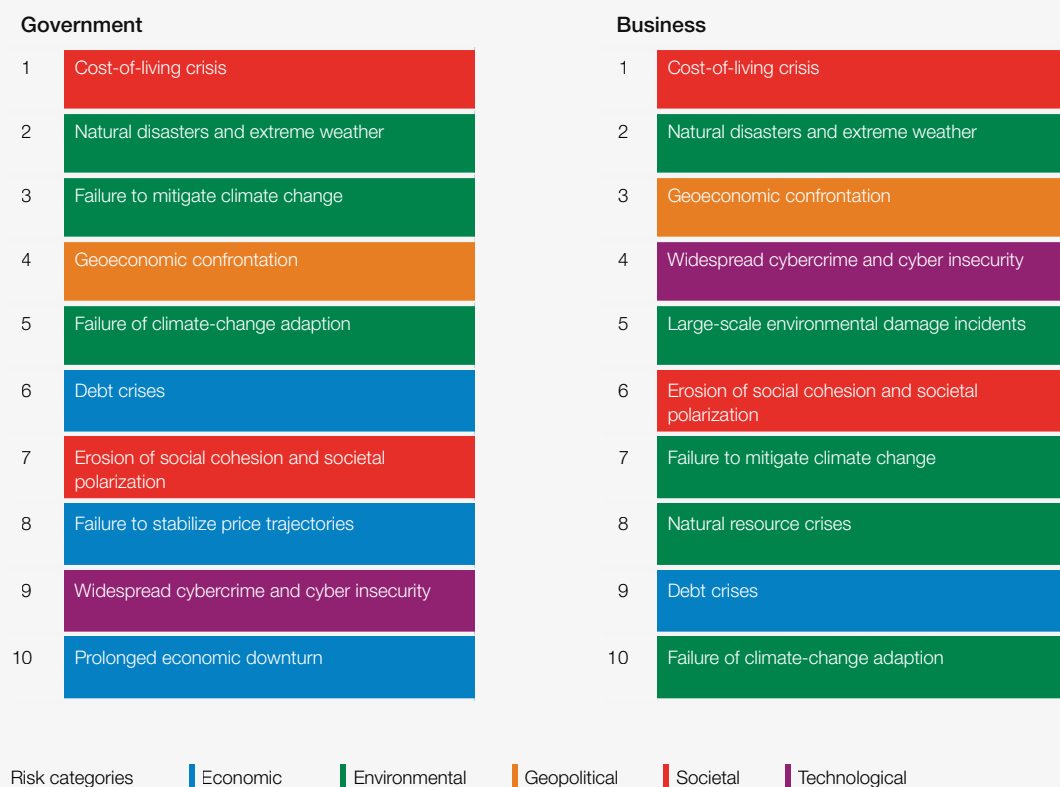 Government
1 Cost-of-living crisis
2 Natural disasters and extreme weather
3 Failure to mitigate climate change
4 Geoeconomic confrontation
5 Failure of climate-change adaption
6 Debt crises
7 Erosion of social cohesion and societal
polarization
8 Failure to stabilize price trajectories
9 Widespread cybercrime and cyber insecurity
10 Prolonged economic downturn
Business
1 Cost-of-living crisis
2 Natural disasters and extreme weather
3 Geoeconomic confrontation
4 Widespread cybercrime and cyber insecurity
5 Large-scale environmental damage incidents
6 Erosion of social cohesion and societal
polarization
7 Failure to mitigate climate change
8 Natural resource crises
9 Debt crises
10 Failure of climate-change adaption
Risk categories Economic Environmental Geopolitical Societal Technological